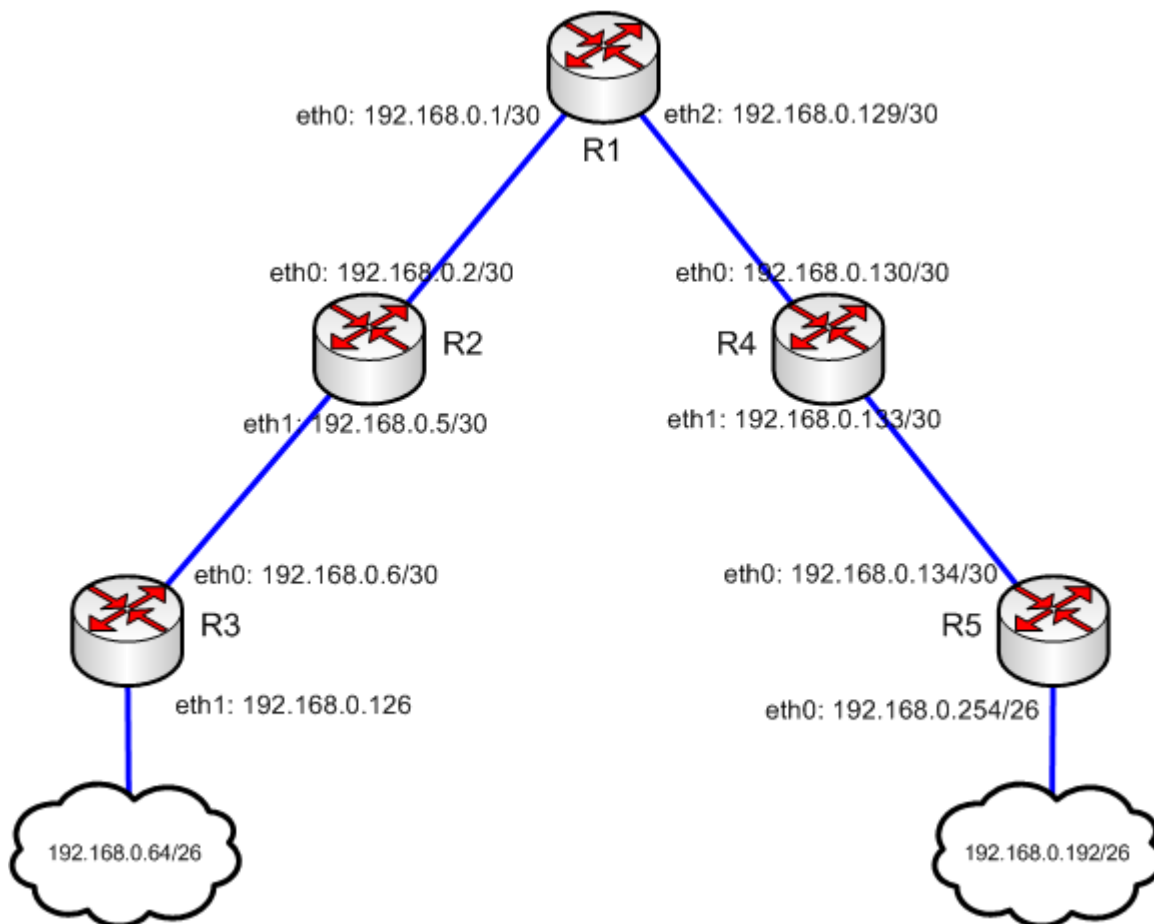 eth0: 192.168.0.1/30
eth2: 192.168.0.129/30
R1
eth0: 192.168.0.2/30
eth0: 192.168.0.130/30
R2
R4
eth1: 192.168.0.5/30
eth1: 192.168.0.133/30
eth0: 192.168.0.6/30
eth0: 192.168.0.134/30
R3
R5
eth1: 192.168.0.126
eth0: 192.168.0.254/26
192.168.0.64/26
192.168.0.192/26